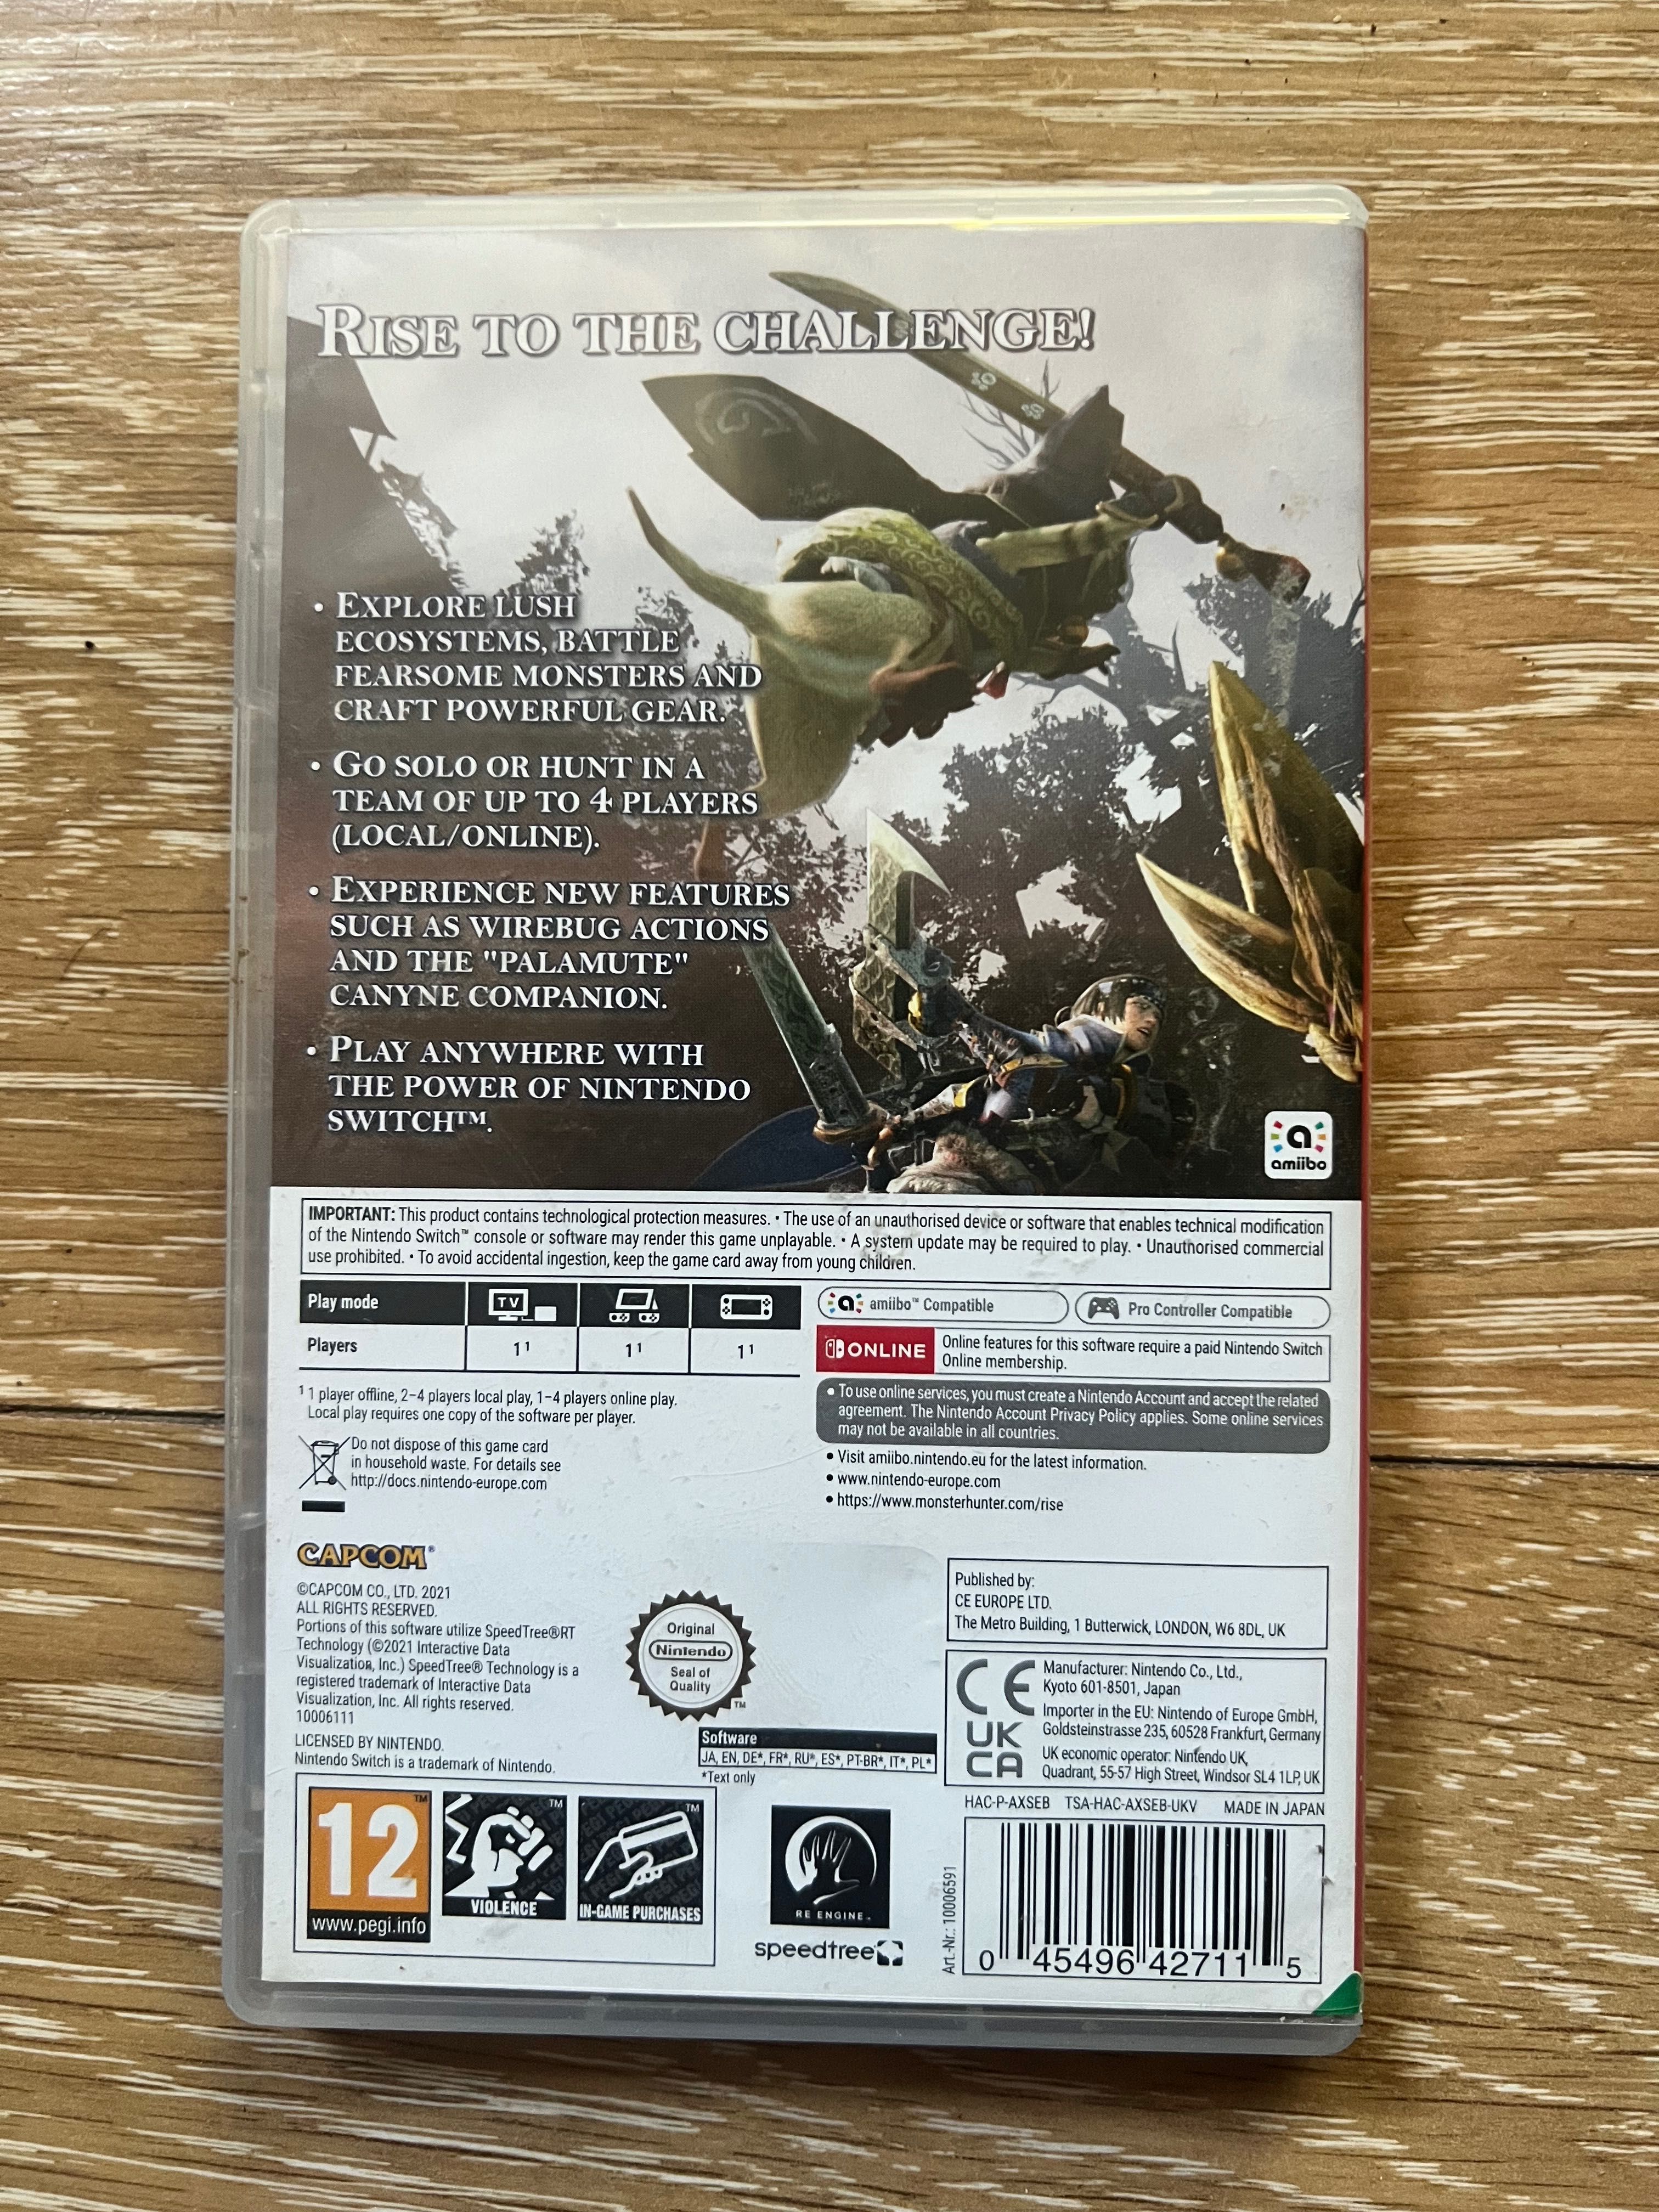 RISE TO THE CHALLENGE!
• EXPLORE LUSH
ECOSYSTEMS, BATTLE
FEARSOME MONSTERS AND
CRAFT POWERFUL GEAR.
• GO SOLO OR HUNT IN A
TEAM OF UP TO 4 PLAYERS
(LOCAL/ONLINE).
• EXPERIENCE NEW FEATURES
SUCH AS WIREBUG ACTIONS
AND THE "PALAMUTE"
CANYNE COMPANION.
• PLAY ANYWHERE WITH
THE POWER OF NINTENDO
SWITCH™.
a
amiibo
IMPORTANT: This product contains technological protection measures. • The use of an unauthorised device or software that enables technical modification
of the Nintendo Switch™ console or software may render this game unplayable. • A system update may be required to play. • Unauthorised commercial
use prohibited. • To avoid accidental ingestion, keep the game card away from young children.
Play mode TV
Players 1¹ 1¹ 1¹
¹ 1 player offline, 2–4 players local play, 1–4 players online play.
Local play requires one copy of the software per player.
Do not dispose of this game card
in household waste. For details see
http://docs.nintendo-europe.com
a amiibo™ Compatible
Pro Controller Compatible
ONLINE
Online features for this software require a paid Nintendo Switch
Online membership.
• To use online services, you must create a Nintendo Account and accept the related
agreement. The Nintendo Account Privacy Policy applies. Some online services
may not be available in all countries.
• Visit amiibo.nintendo.eu for the latest information.
• www.nintendo-europe.com
• https://www.monsterhunter.com/rise
CAPCOM®
©CAPCOM CO., LTD. 2021
ALL RIGHTS RESERVED.
Portions of this software utilize SpeedTree®RT
Technology (©2021 Interactive Data
Visualization, Inc.) SpeedTree® Technology is a
registered trademark of Interactive Data
Visualization, Inc. All rights reserved.
10006111
LICENSED BY NINTENDO.
Nintendo Switch is a trademark of Nintendo.
Original
Nintendo
Seal of
Quality
™
Software
JA, EN, DE*, FR*, RU*, ES*, PT-BR*, IT*, PL*
*Text only
Published by:
CE EUROPE LTD.
The Metro Building, 1 Butterwick, LONDON, W6 8DL, UK
CE
UK
CA
Manufacturer: Nintendo Co., Ltd.,
Kyoto 601-8501, Japan
Importer in the EU: Nintendo of Europe GmbH,
Goldsteinstrasse 235, 60528 Frankfurt, Germany
UK economic operator: Nintendo UK,
Quadrant, 55-57 High Street, Windsor SL4 1LP, UK
HAC-P-AXSEB TSA-HAC-AXSEB-UKV MADE IN JAPAN
12 ™
www.pegi.info
™
VIOLENCE
™
IN-GAME PURCHASES
RE ENGINE™
speedtree
Art.-Nr.: 10006591
0 45496 42711 5